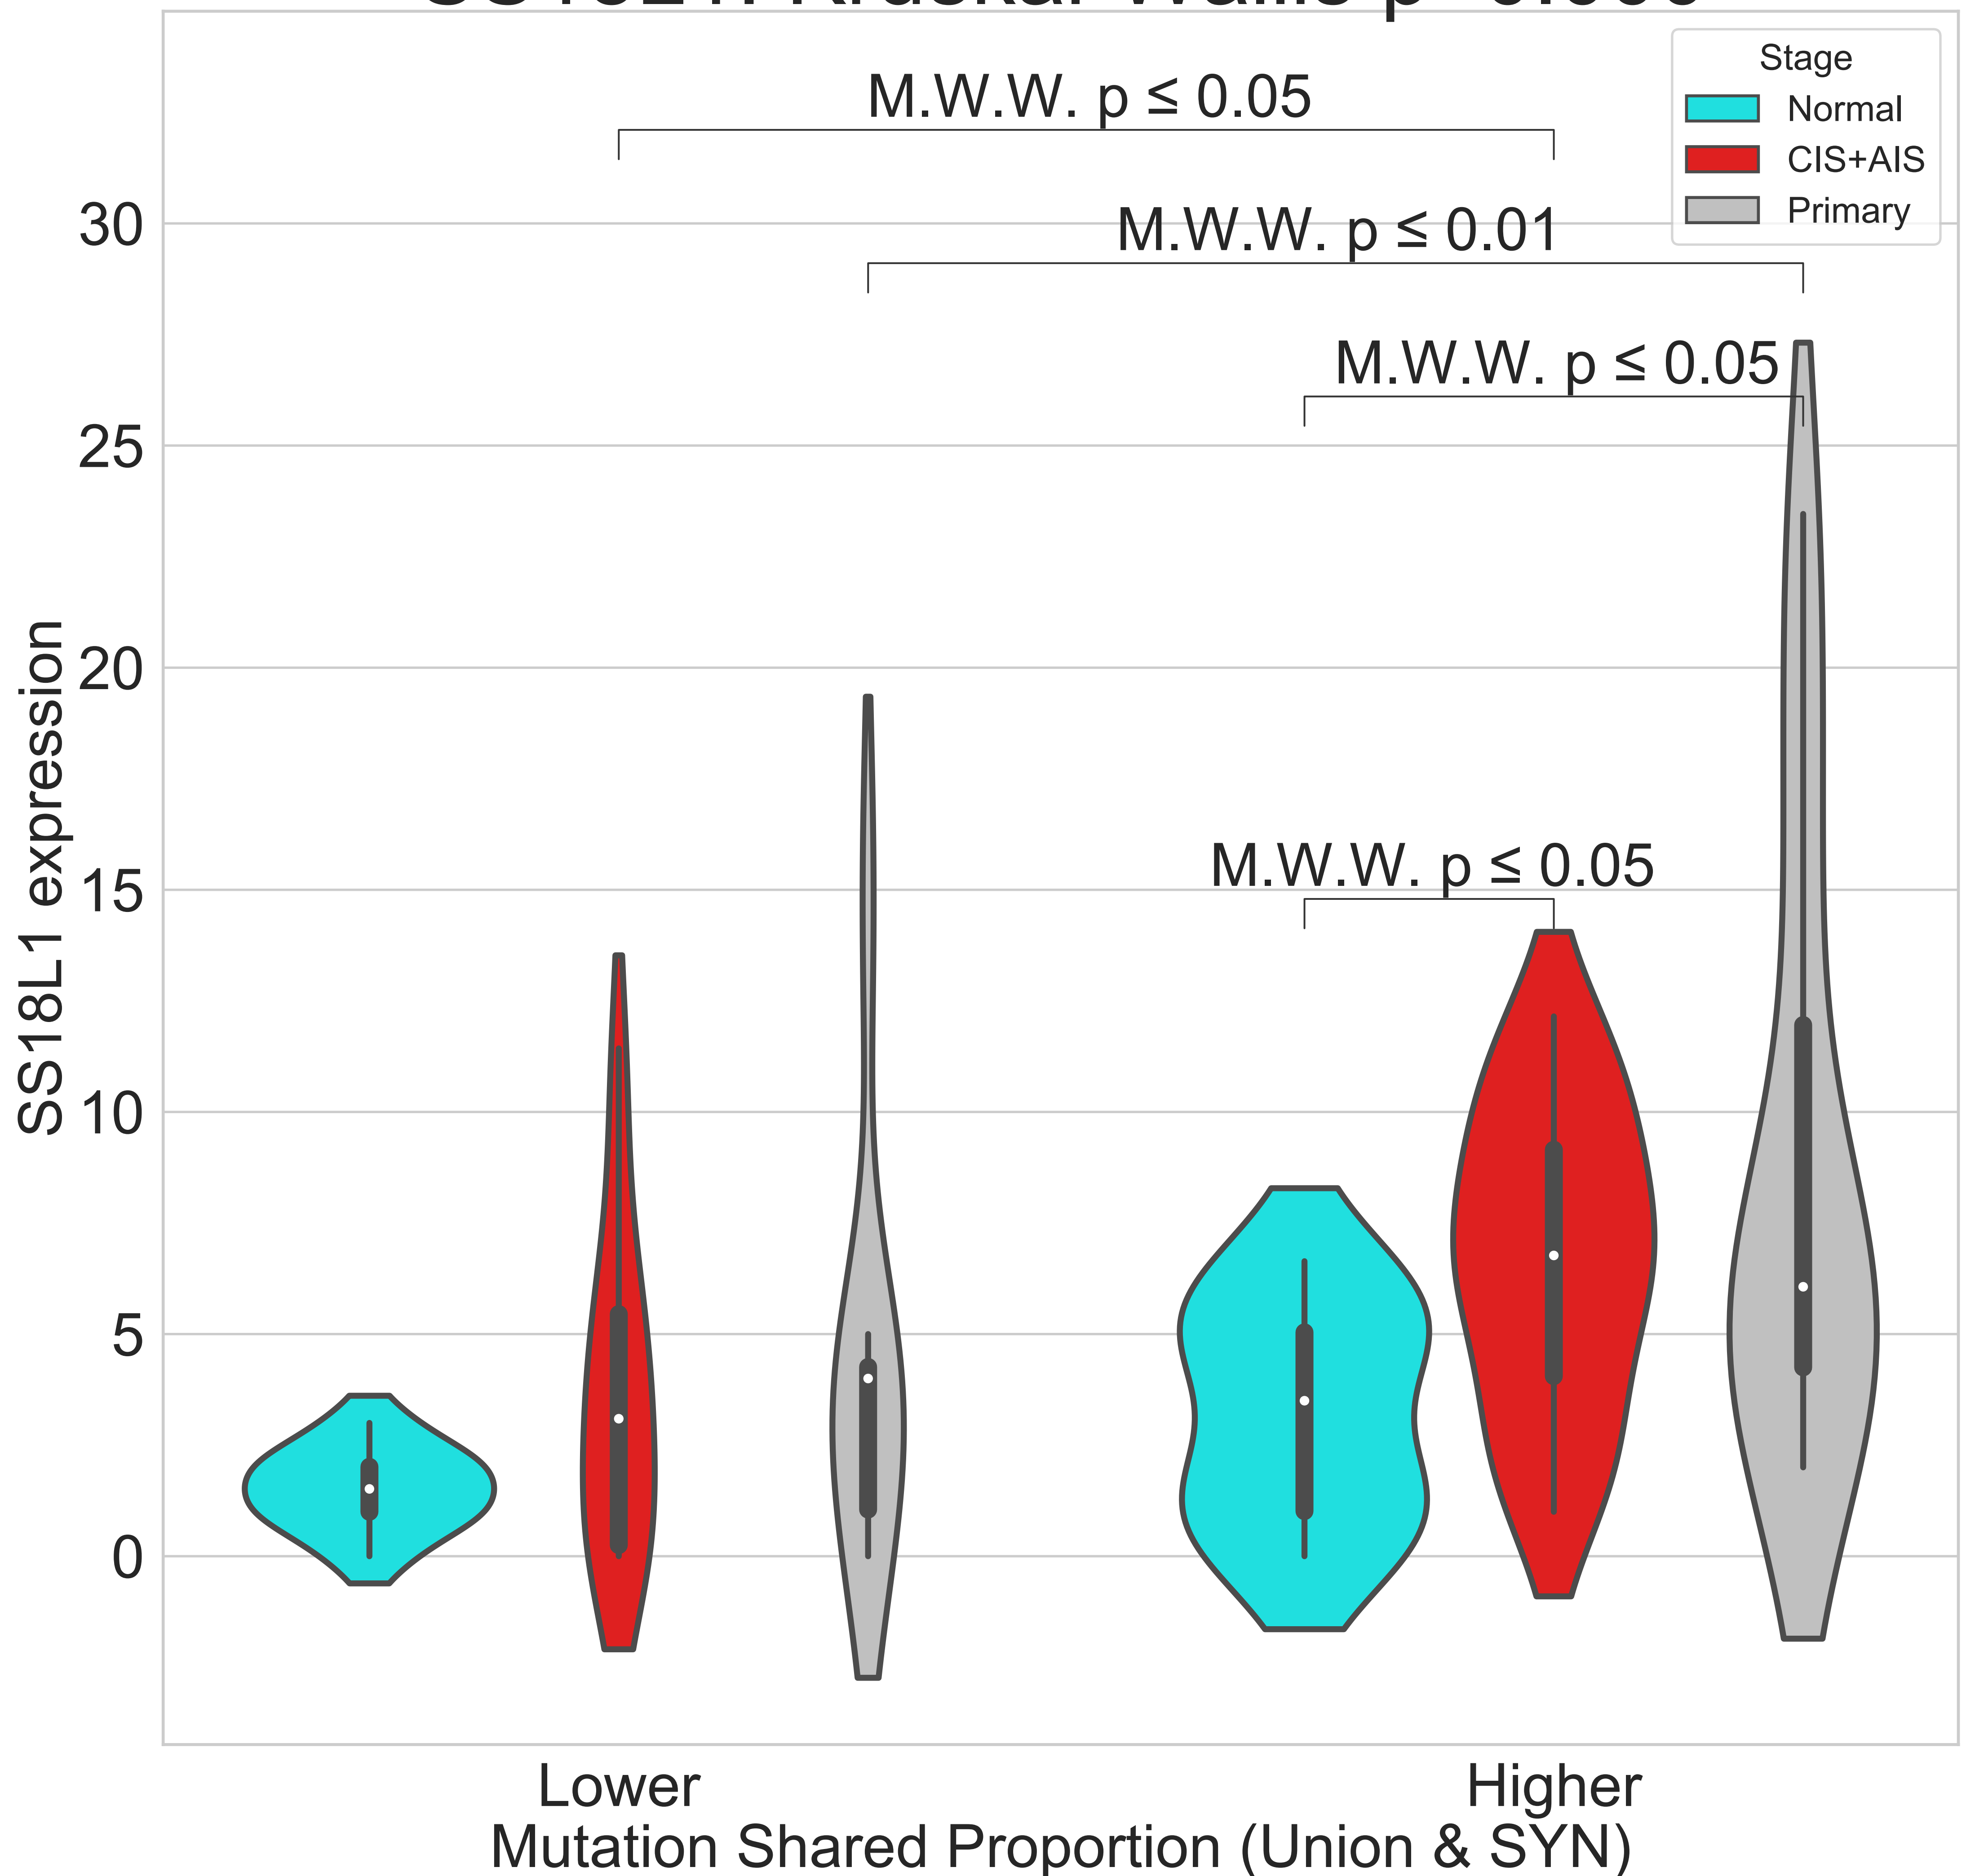 M.W.W. p ≤ 0.05
M.W.W. p ≤ 0.01
M.W.W. p ≤ 0.05
M.W.W. p ≤ 0.05
Stage
Normal
CIS+AIS
Primary
SS18L1 expression
30
25
20
15
10
5
0
Lower
Higher
Mutation Shared Proportion (Union & SYN)